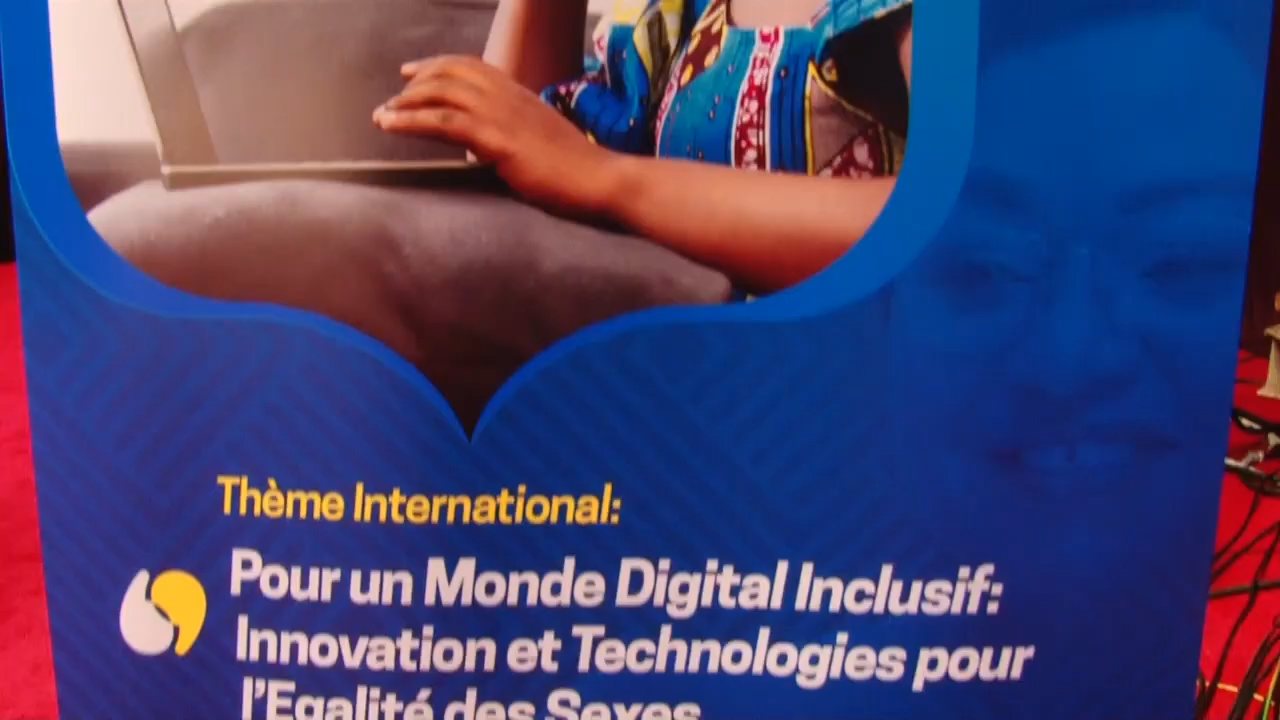 Thème International:
Pour un Monde Digital Inclusif:
Innovation et Technologies pour
l'Egalité des Sexes